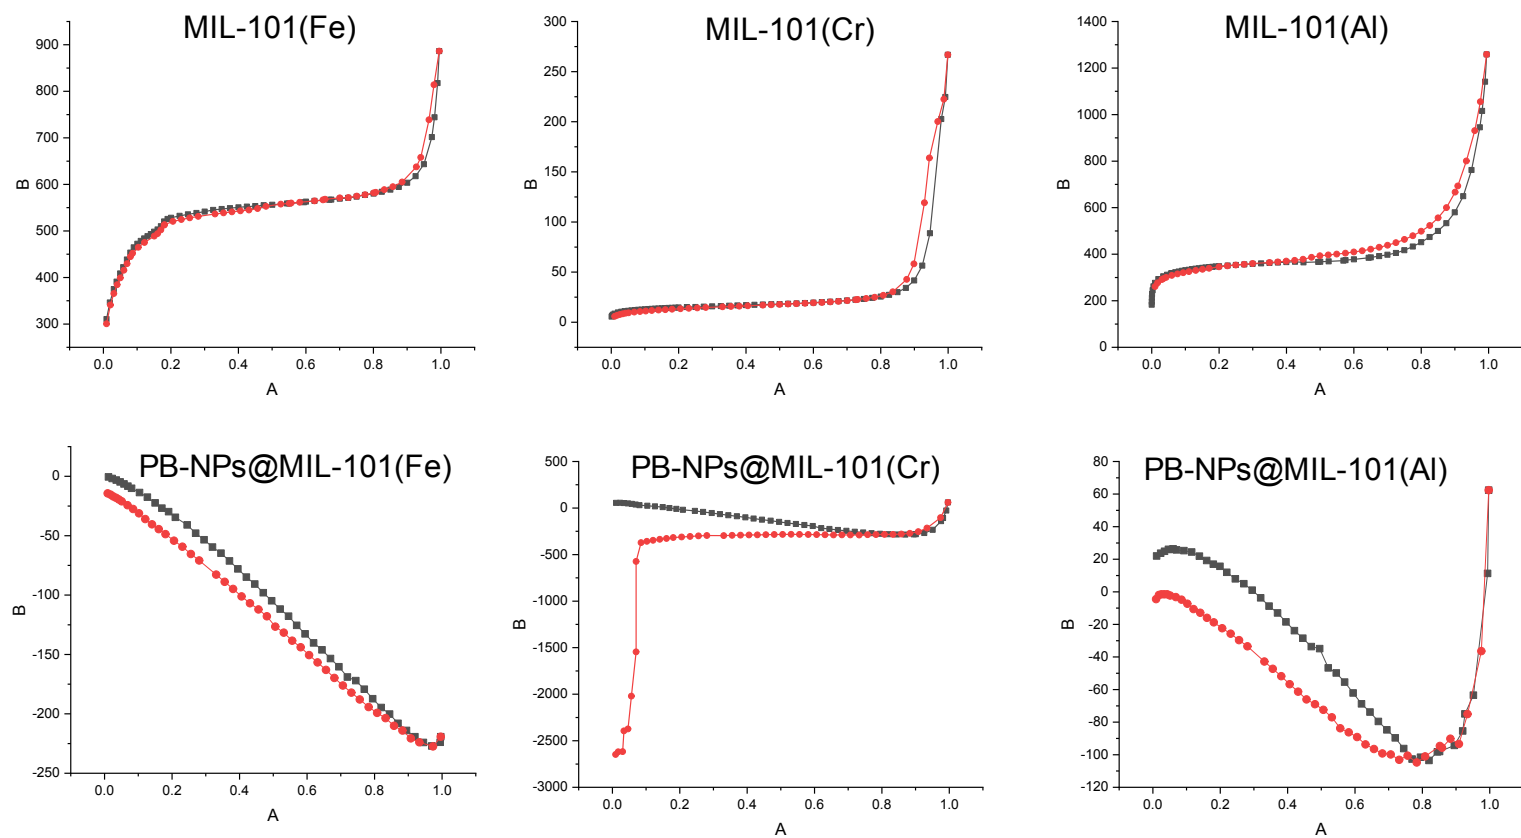 MIL-101(Fe)
900
800
700
600
500
400
300
B
0.0 0.2 0.4 0.6 0.8 1.0
A
MIL-101(Cr)
300
250
200
150
100
50
0
B
0.0 0.2 0.4 0.6 0.8 1.0
A
MIL-101(Al)
1400
1200
1000
800
600
400
200
0
B
0.0 0.2 0.4 0.6 0.8 1.0
A
PB-NPs@MIL-101(Fe)
0
-50
-100
-150
-200
-250
B
0.0 0.2 0.4 0.6 0.8 1.0
A
PB-NPs@MIL-101(Cr)
500
0
-500
-1000
-1500
-2000
-2500
-3000
B
0.0 0.2 0.4 0.6 0.8 1.0
A
PB-NPs@MIL-101(Al)
80
60
40
20
0
-20
-40
-60
-80
-100
-120
B
0.0 0.2 0.4 0.6 0.8 1.0
A